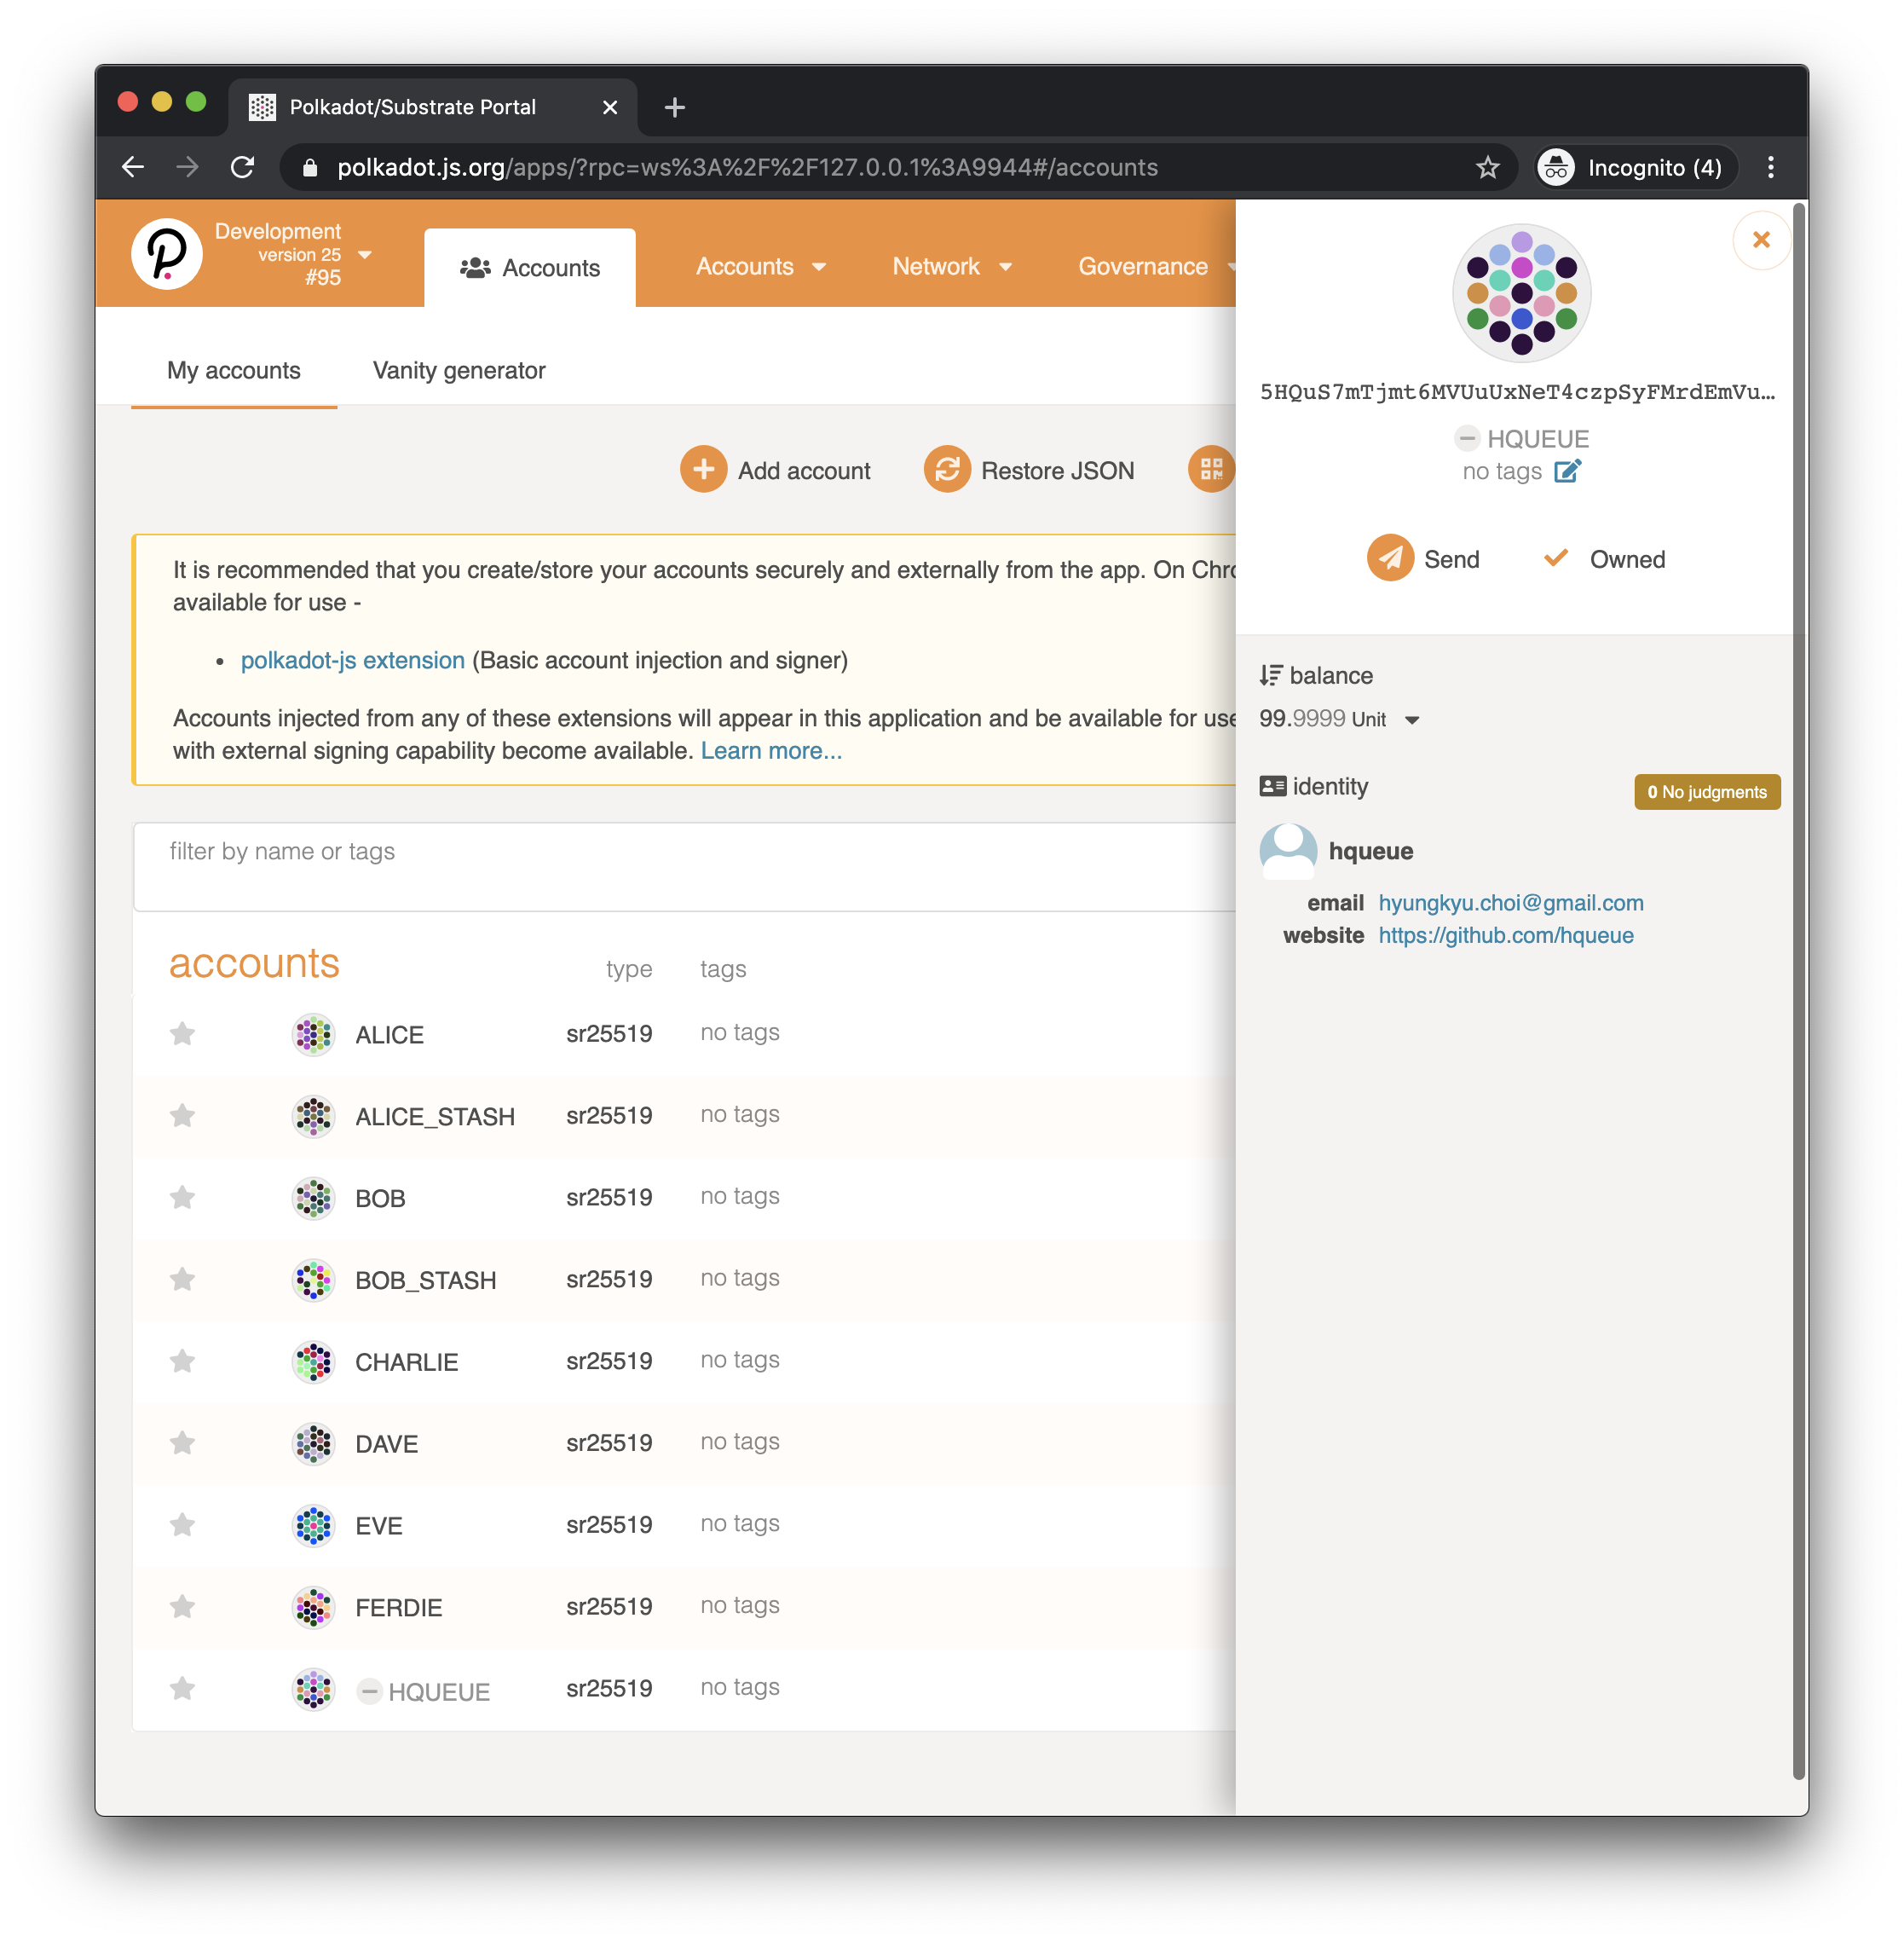 Polkadot/Substrate Portal
polkadot.js.org/apps/?rpc=ws%3A%2F%2F127.0.0.1%3A9944#/accounts
Incognito (4)
Development
version 25
#95
Accounts
Accounts
Network
Governance
My accounts
Vanity generator
Add account
Restore JSON
It is recommended that you create/store your accounts securely and externally from the app. On Chro
available for use -
• polkadot-js extension (Basic account injection and signer)
Accounts injected from any of these extensions will appear in this application and be available for use
with external signing capability become available. Learn more...
filter by name or tags
accounts type tags
ALICE sr25519 no tags
ALICE_STASH sr25519 no tags
BOB sr25519 no tags
BOB_STASH sr25519 no tags
CHARLIE sr25519 no tags
DAVE sr25519 no tags
EVE sr25519 no tags
FERDIE sr25519 no tags
HQUEUE sr25519 no tags
5HQuS7mTjmt6MVUuUxNeT4czpSyFMrdEmVu…
HQUEUE
no tags
Send
Owned
balance
99.9999 Unit
identity
0 No judgments
hqueue
email hyungkyu.choi@gmail.com
website https://github.com/hqueue